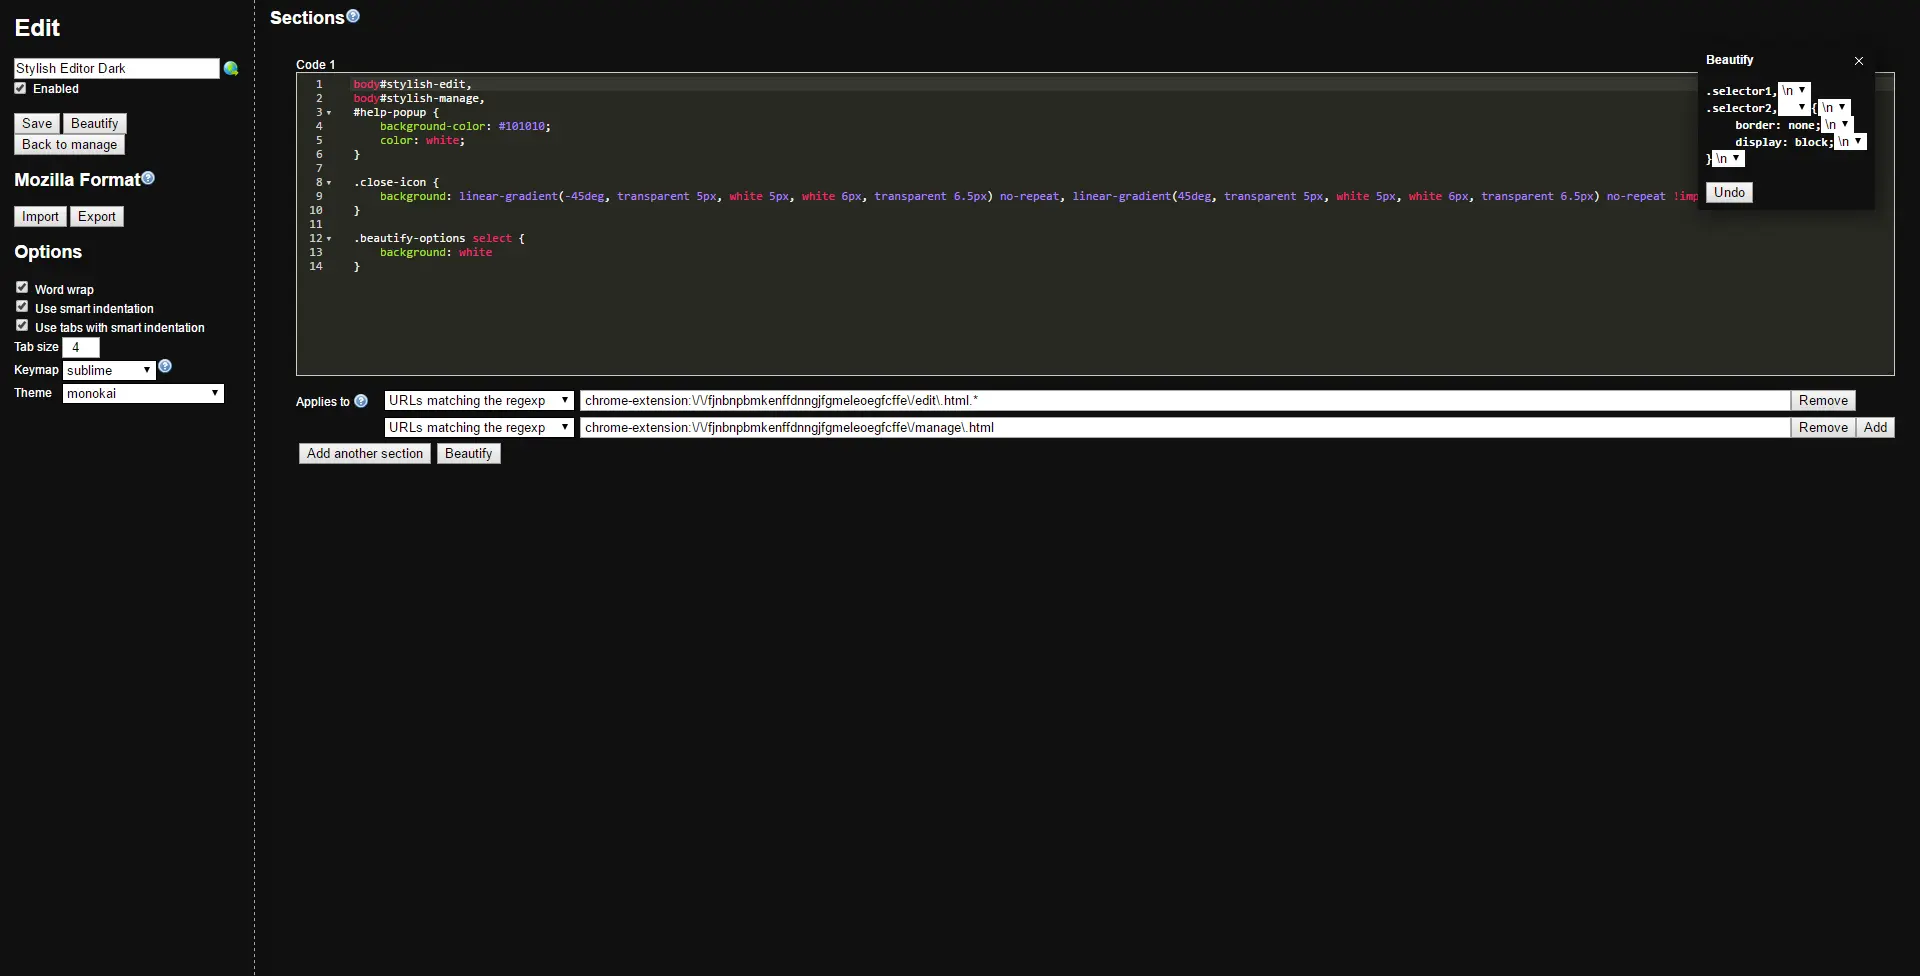 Edit
Stylish Editor Dark
Enabled
Save Beautify
Back to manage
Mozilla Format
Import Export
Options
Word wrap
Use smart indentation
Use tabs with smart indentation
Tab size 4
Keymap sublime
Theme monokai
Sections
Code 1
1 body#stylish-edit,
2 body#stylish-manage,
3 #help-popup {
4 background-color: #101010;
5 color: white;
6 }
7
8 .close-icon {
9 background: linear-gradient(-45deg, transparent 5px, white 5px, white 6px, transparent 6.5px) no-repeat, linear-gradient(45deg, transparent 5px, white 5px, white 6px, transparent 6.5px) no-repeat !imp
10 }
11
12 .beautify-options select {
13 background: white
14 }
Beautify
.selector1, \n
.selector2, { \n
border: none; \n
display: block; \n
} \n
Undo
Applies to URLs matching the regexp chrome-extension:\/\/fjnbnpbmkenffdnngjfgmeleoegfcffe\/edit\.html.* Remove
URLs matching the regexp chrome-extension:\/\/fjnbnpbmkenffdnngjfgmeleoegfcffe\/manage\.html Remove Add
Add another section Beautify